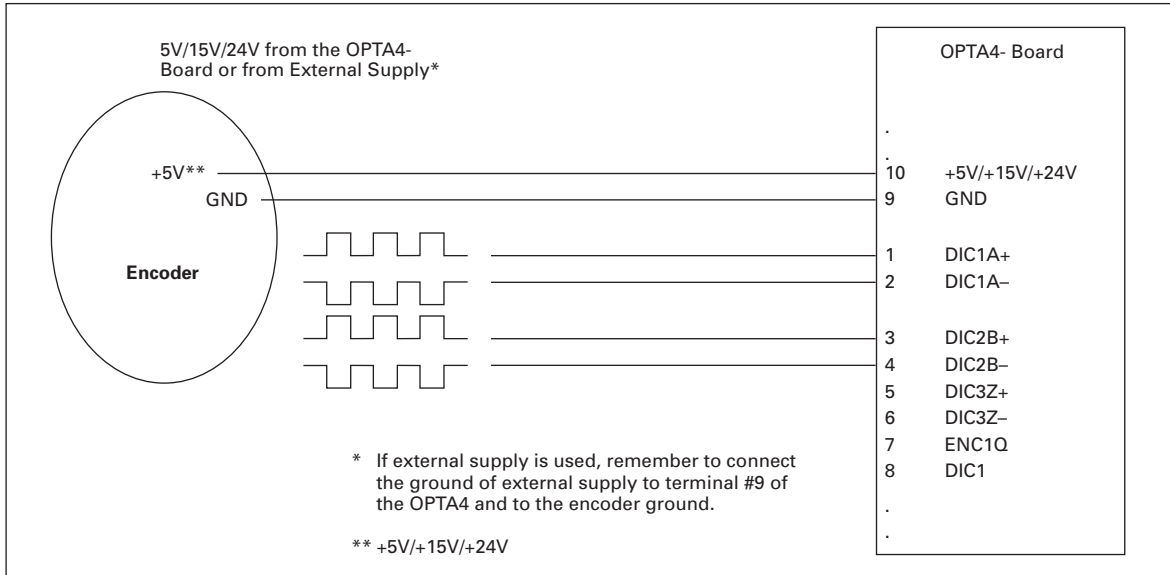 5V/15V/24V from the OPTA4-
Board or from External Supply*
OPTA4- Board
.
.
+5V**
10 +5V/+15V/+24V
GND
9 GND
Encoder
1 DIC1A+
2 DIC1A–
3 DIC2B+
4 DIC2B–
5 DIC3Z+
6 DIC3Z–
7 ENC1Q
8 DIC1
.
.
* If external supply is used, remember to connect
the ground of external supply to terminal #9 of
the OPTA4 and to the encoder ground.
** +5V/+15V/+24V